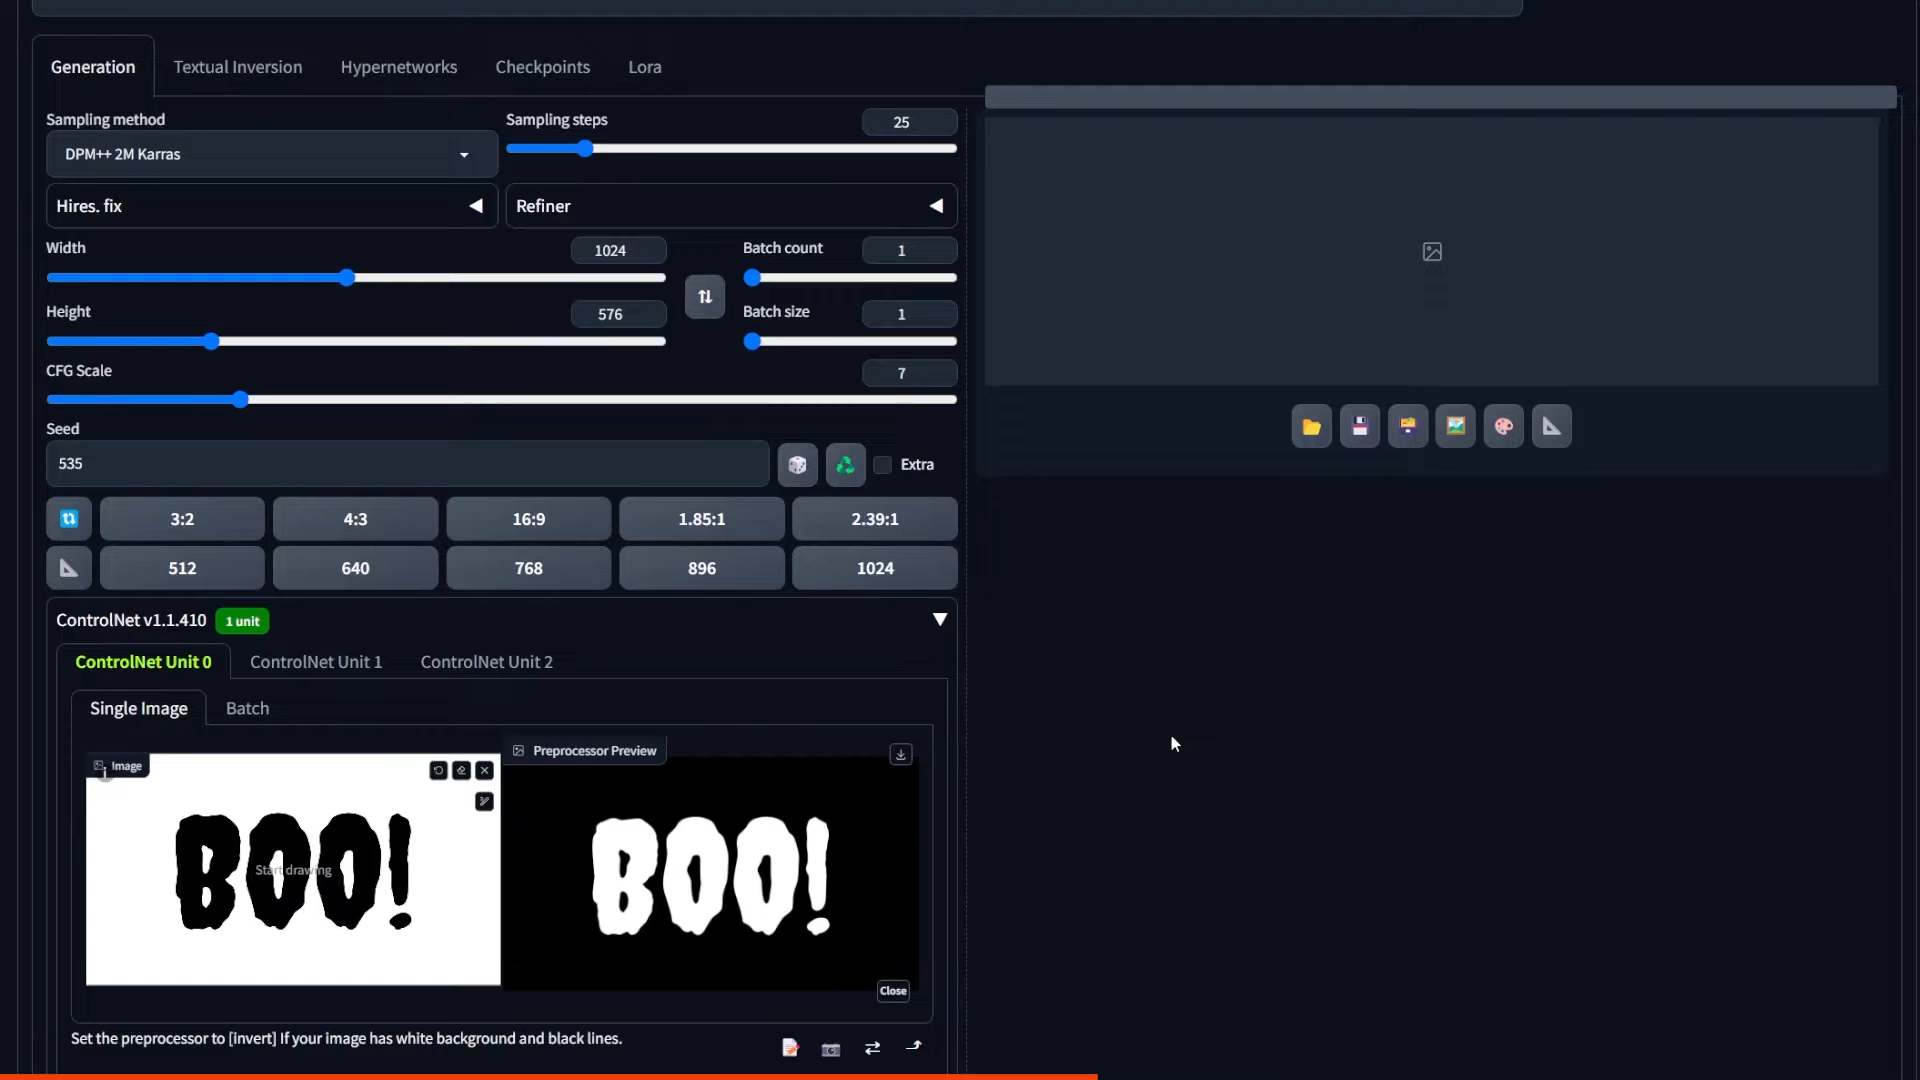 Generation Textual Inversion Hypernetworks Checkpoints Lora
Sampling method
DPM++ 2M Karras
Sampling steps
25
Hires. fix
Refiner
Width
1024
Batch count
1
Height
576
Batch size
1
CFG Scale
7
Seed
535
Extra
3:2 4:3 16:9 1.85:1 2.39:1
512 640 768 896 1024
ControlNet v1.1.410 1 unit
ControlNet Unit 0 ControlNet Unit 1 ControlNet Unit 2
Single Image Batch
Image
BOO!
Start drawing
Preprocessor Preview
BOO!
Close
Set the preprocessor to [invert] If your image has white background and black lines.